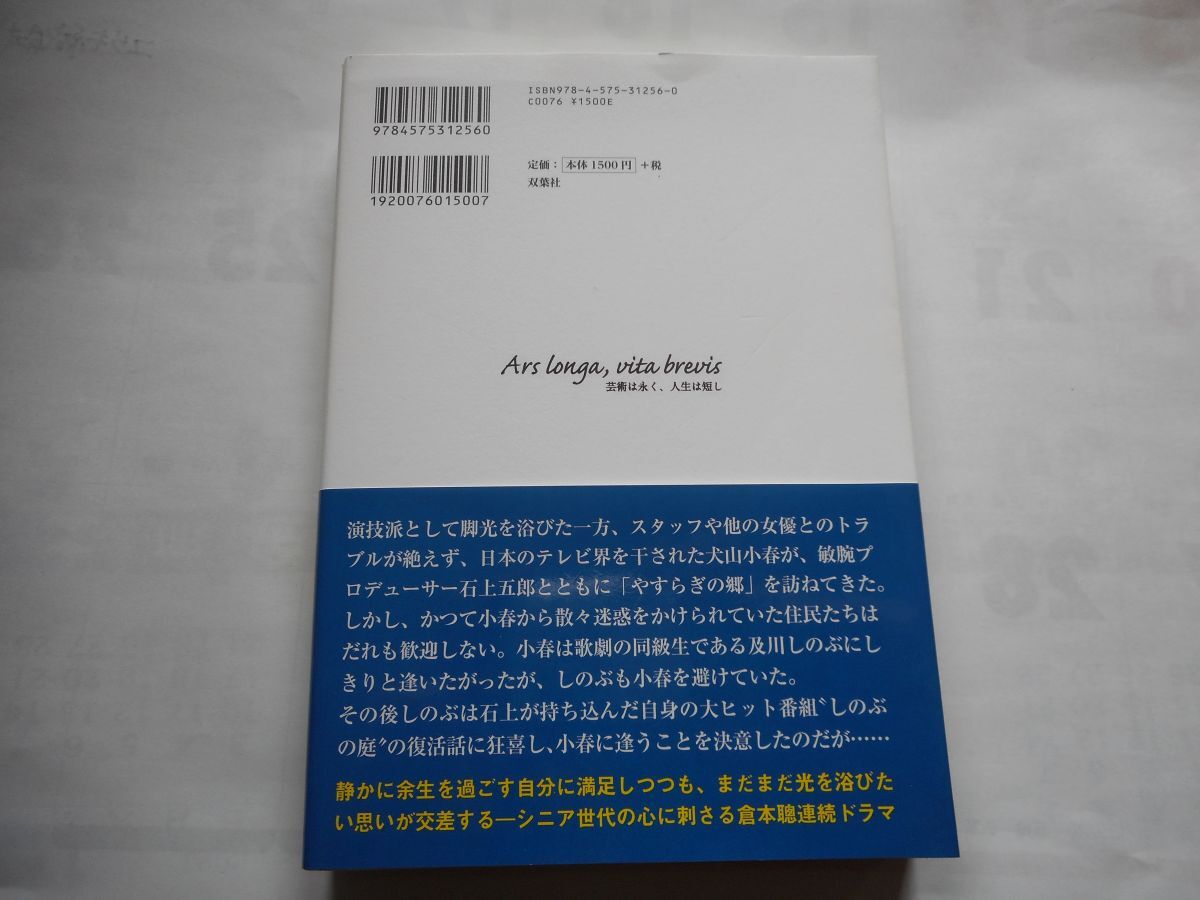 ISBN978-4-575-31256-0
C0076 ¥1500E
9784575312560
定価：本体1500円＋税
双葉社
1920076015007
Ars longa, vita brevis
芸術は永く、人生は短し
演技派として脚光を浴びた一方、スタッフや他の女優とのトラ
ブルが絶えず、日本のテレビ界を干された犬山小春が、敏腕プ
ロデューサー石上五郎とともに「やすらぎの郷」を訪ねてきた。
しかし、かつて小春から散々迷惑をかけられていた住民たちは
だれも歓迎しない。小春は歌劇の同級生である及川しのぶにし
きりと逢いたがったが、しのぶも小春を避けていた。
その後しのぶは石上が持ち込んだ自身の大ヒット番組〝しのぶ
の庭〟の復活話に狂喜し、小春に逢うことを決意したのだが……
静かに余生を過ごす自分に満足しつつも、まだまだ光を浴びた
い思いが交差する―シニア世代の心に刺さる倉本聰連続ドラマ
21
25
28